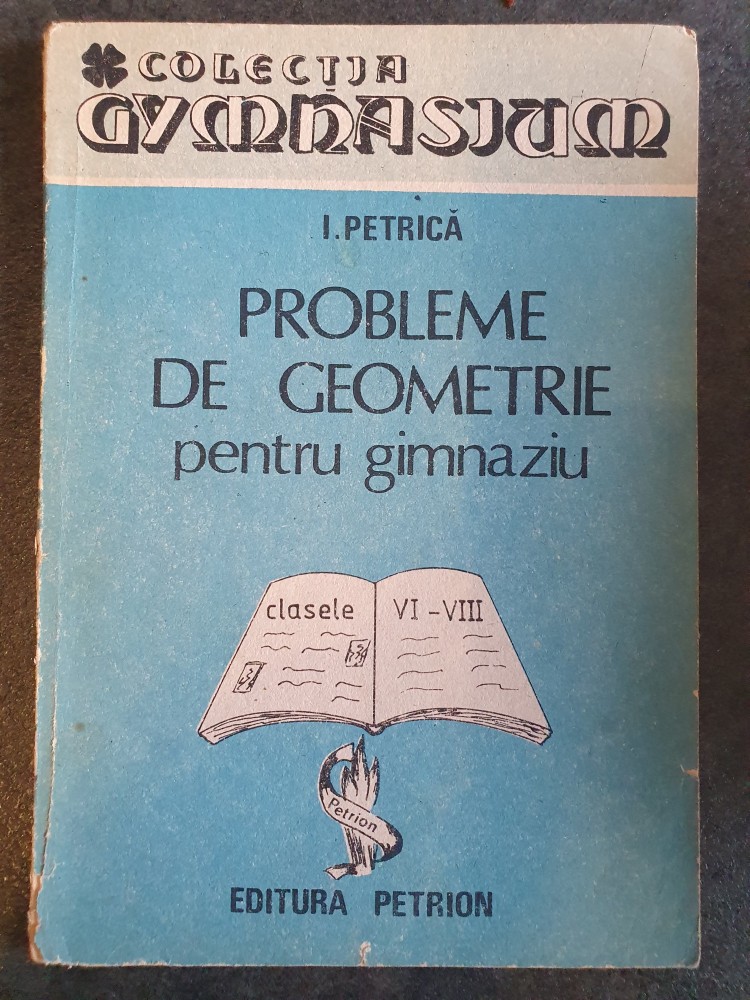 COLECȚIA
GYMNASIUM
I. PETRICĂ
PROBLEME
DE GEOMETRIE
pentru gimnaziu
clasele VI-VIII
Petrion
EDITURA PETRION